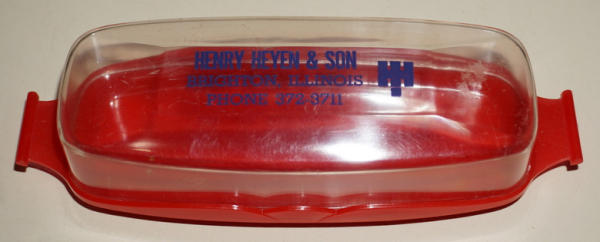 HENRY HEYEN & SON
BRIGHTON ILLINOIS
PHONE 372-3711